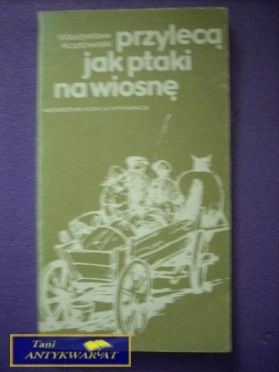 Władysław przylecą
Kozłowski jak ptaki
na wiosnę
Tani
ANTYKWARIAT